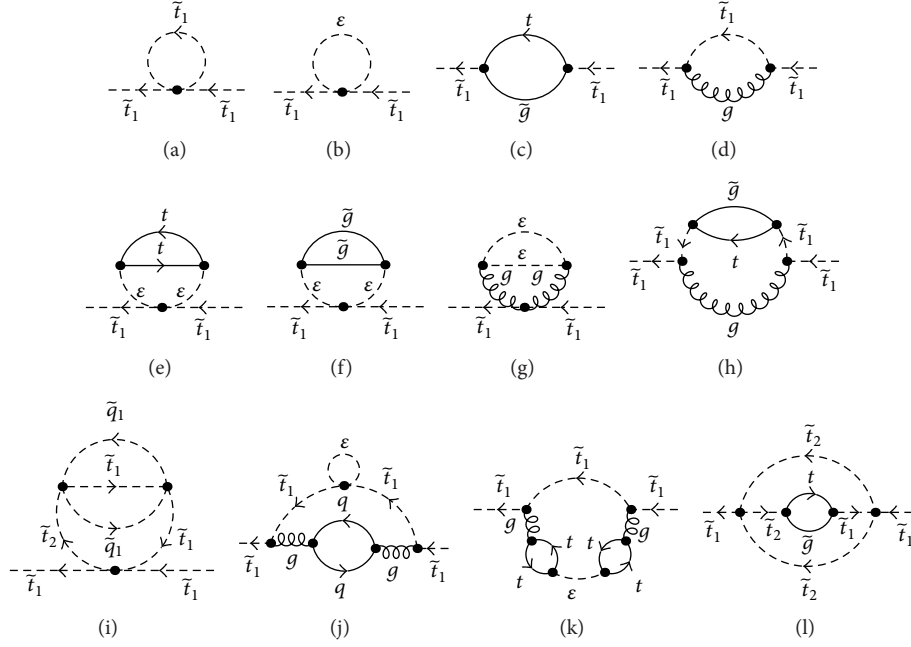 t̃₁
t̃₁ t̃₁
(a)
ε
t̃₁ t̃₁
(b)
t
t̃₁ t̃₁
g̃
(c)
t̃₁
t̃₁ t̃₁
g
(d)
t
t
ε ε
t̃₁ t̃₁
(e)
g̃
g̃
ε ε
t̃₁ t̃₁
(f)
ε
ε
g g
t̃₁ t̃₁
(g)
g̃
t̃₁ t̃₁
t
t̃₁ t̃₁
g
(h)
q̃₁
t̃₁
q̃₁
t̃₂ t̃₁
t̃₁ t̃₁
(i)
ε
t̃₁ t̃₁
q
t̃₁ g g t̃₁
q
(j)
t̃₁
t̃₁ t̃₁
g g
t t
t t
ε
(k)
t̃₂
t
t̃₁ t̃₂ t̃₁ t̃₁
g̃
t̃₂
(l)